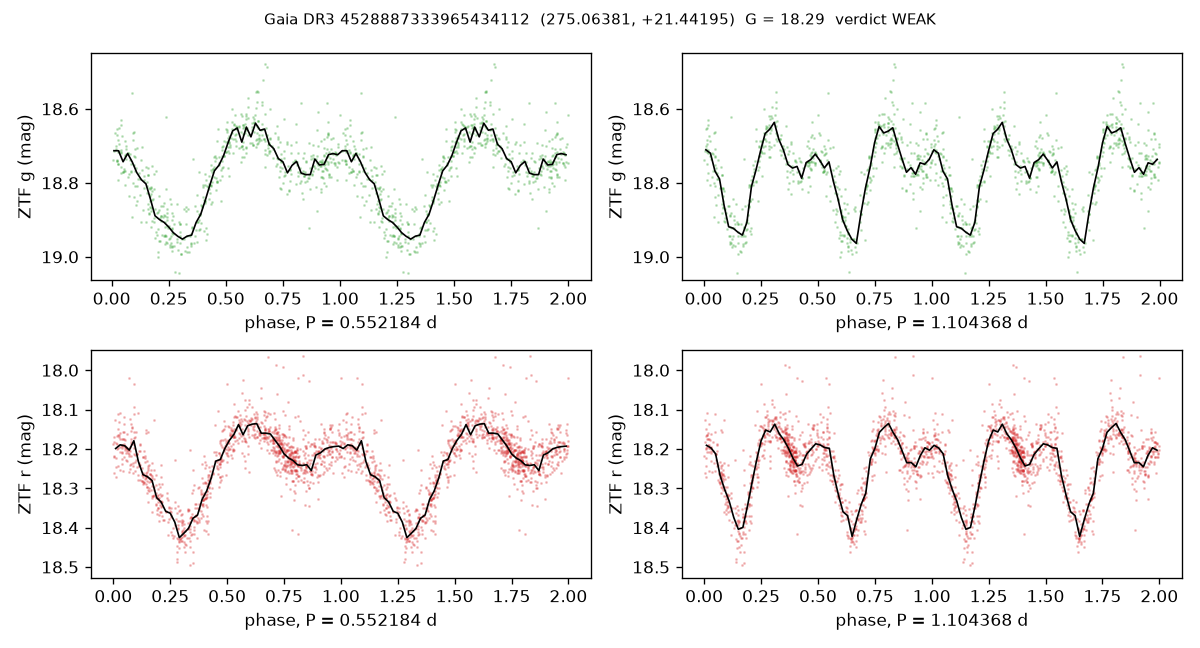 Gaia DR3 4528887333965434112 (275.06381, +21.44195) G = 18.29 verdict WEAK
ZTF g (mag)
18.6
18.8
19.0
0.00 0.25 0.50 0.75 1.00 1.25 1.50 1.75 2.00
phase, P = 0.552184 d
ZTF g (mag)
18.6
18.8
19.0
0.00 0.25 0.50 0.75 1.00 1.25 1.50 1.75 2.00
phase, P = 1.104368 d
ZTF r (mag)
18.0
18.1
18.2
18.3
18.4
18.5
0.00 0.25 0.50 0.75 1.00 1.25 1.50 1.75 2.00
phase, P = 0.552184 d
ZTF r (mag)
18.0
18.1
18.2
18.3
18.4
18.5
0.00 0.25 0.50 0.75 1.00 1.25 1.50 1.75 2.00
phase, P = 1.104368 d